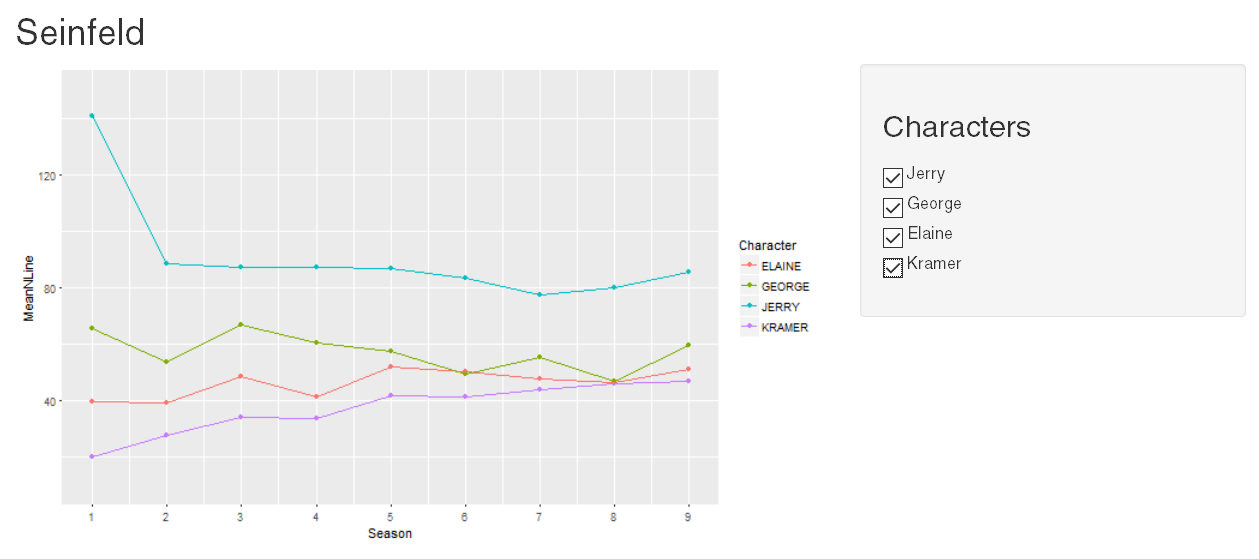 Seinfeld
120
80
40
MeanNLine
1 2 3 4 5 6 7 8 9
Season
Character
ELAINE
GEORGE
JERRY
KRAMER
Characters
Jerry
George
Elaine
Kramer